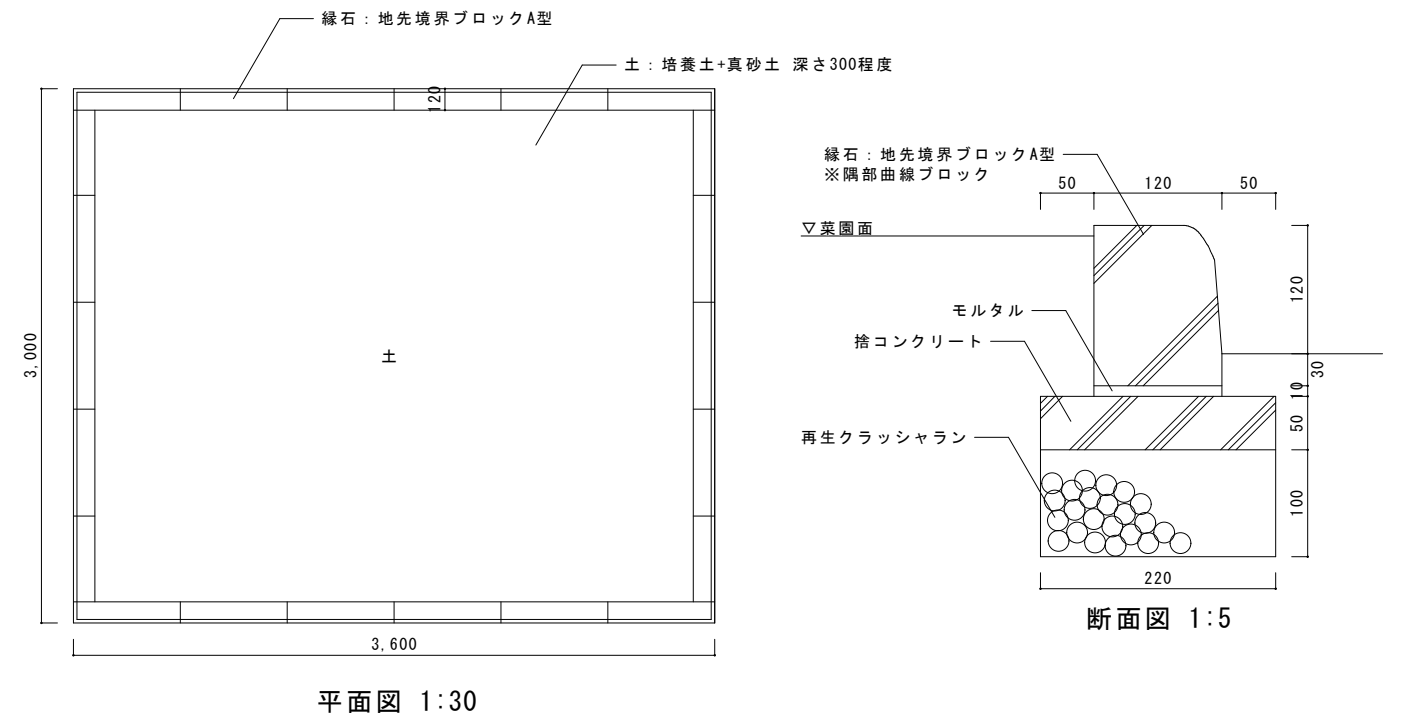 縁石：地先境界ブロックA型
土：培養土+真砂土 深さ300程度
120
3,000
土
3,600
平面図 1:30
縁石：地先境界ブロックA型
※隅部曲線ブロック
50
120
50
▽菜園面
モルタル
捨コンクリート
再生クラッシャラン
120
30
10
50
100
220
断面図 1:5